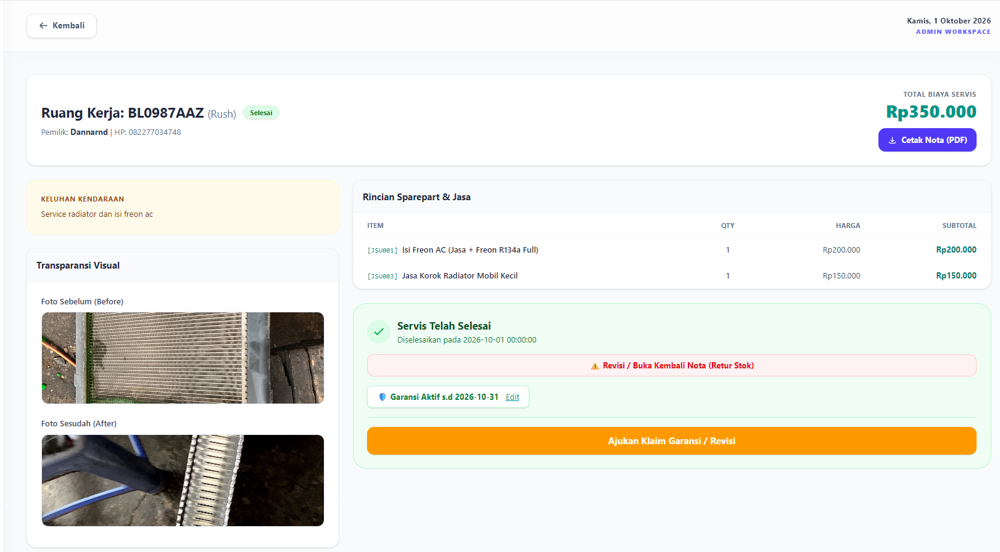 Kembali
Kamis, 1 Oktober 2026
ADMIN WORKSPACE
Ruang Kerja: BL0987AAZ (Rush) Selesai
Pemilik: Dannarnd | HP: 082277034748
TOTAL BIAYA SERVIS
Rp350.000
Cetak Nota (PDF)
KELUHAN KENDARAAN
Service radiator dan isi freon ac
Transparansi Visual
Foto Sebelum (Before)
Foto Sesudah (After)
Rincian Sparepart & Jasa
ITEM QTY HARGA SUBTOTAL
[JSU001] Isi Freon AC (Jasa + Freon R134a Full) 1 Rp200.000 Rp200.000
[JSU003] Jasa Korok Radiator Mobil Kecil 1 Rp150.000 Rp150.000
Servis Telah Selesai
Diselesaikan pada 2026-10-01 00:00:00
Revisi / Buka Kembali Nota (Retur Stok)
Garansi Aktif s.d 2026-10-31 Edit
Ajukan Klaim Garansi / Revisi